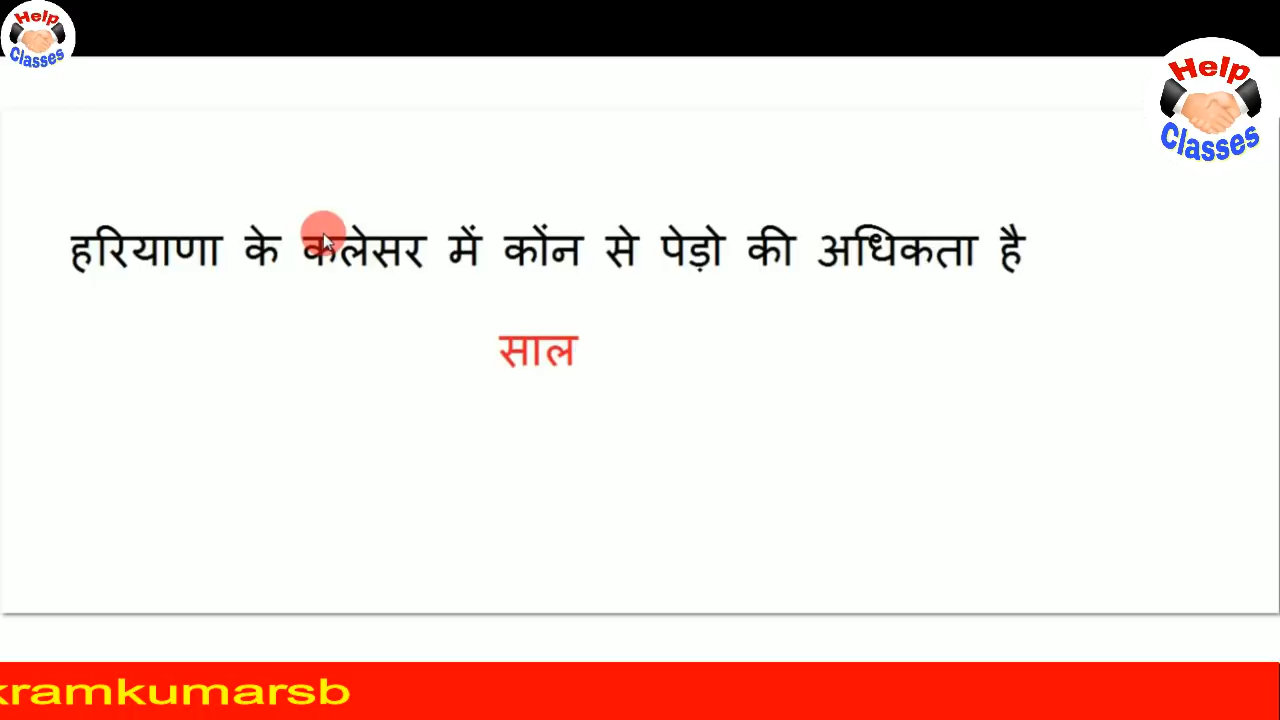 Help
Classes
Help
Classes
हरियाणा के कलेसर में कोंन से पेड़ो की अधिकता है
साल
kramkumarsb